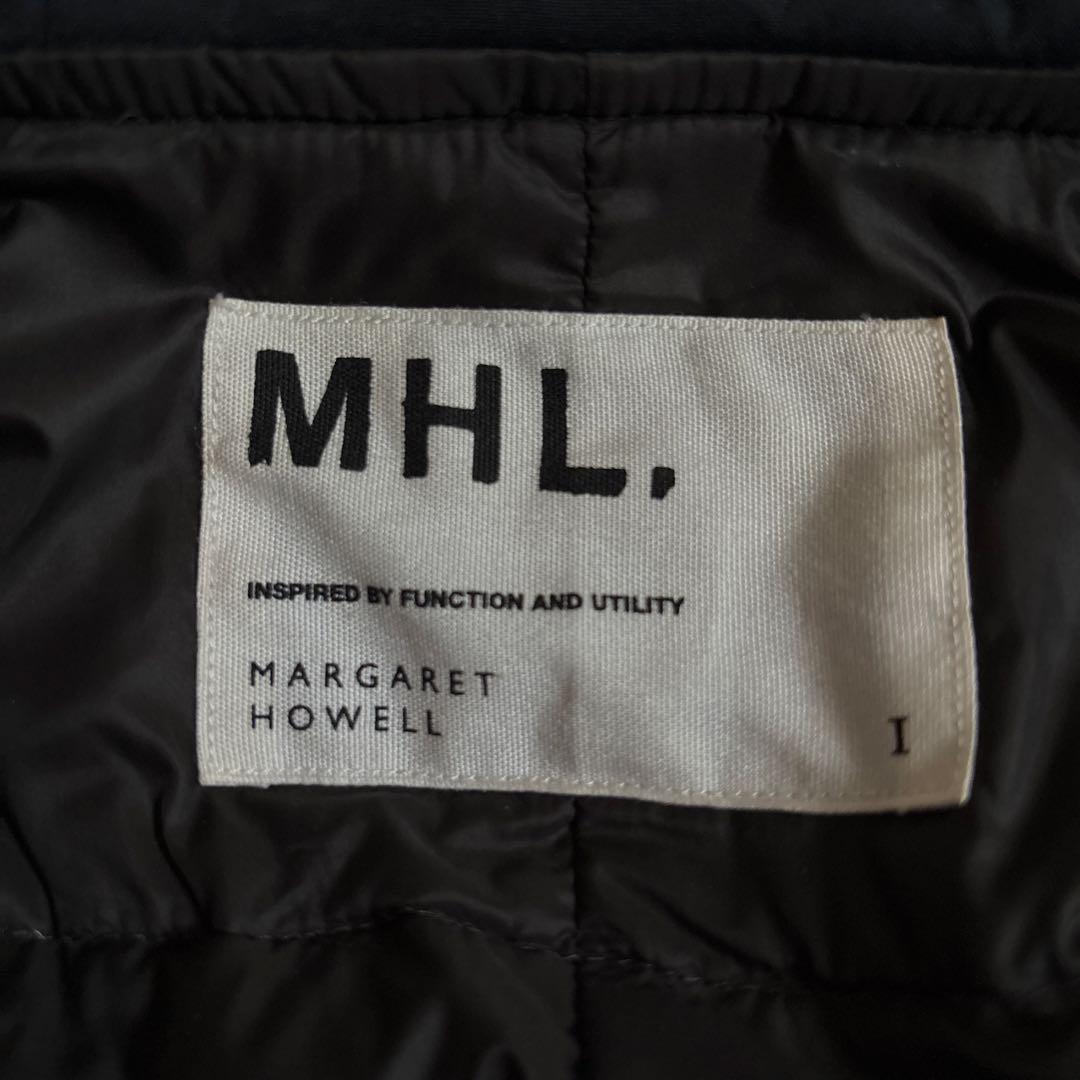 MHL.
INSPIRED BY FUNCTION AND UTILITY
MARGARET
HOWELL
I